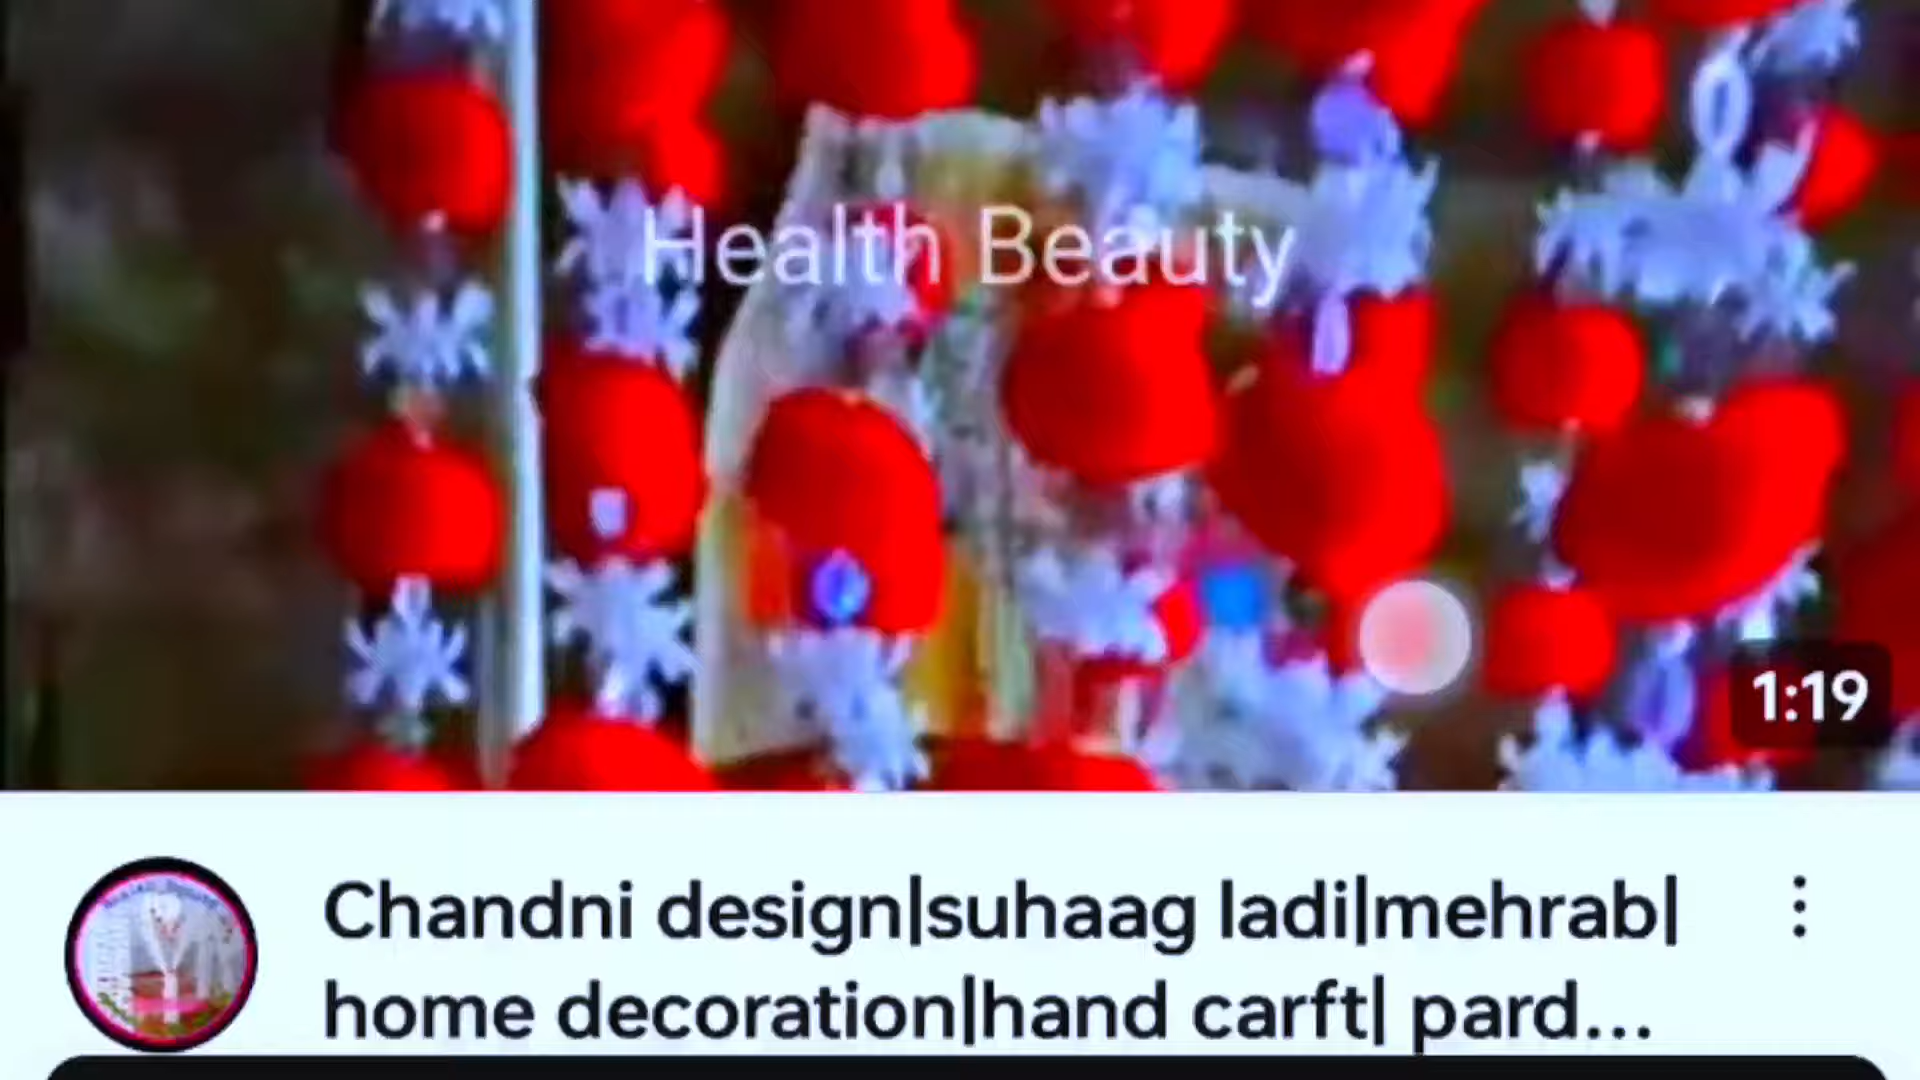 Health Beauty
1:19
Chandni design|suhaag ladi|mehrab|
home decoration|hand carft| pard...